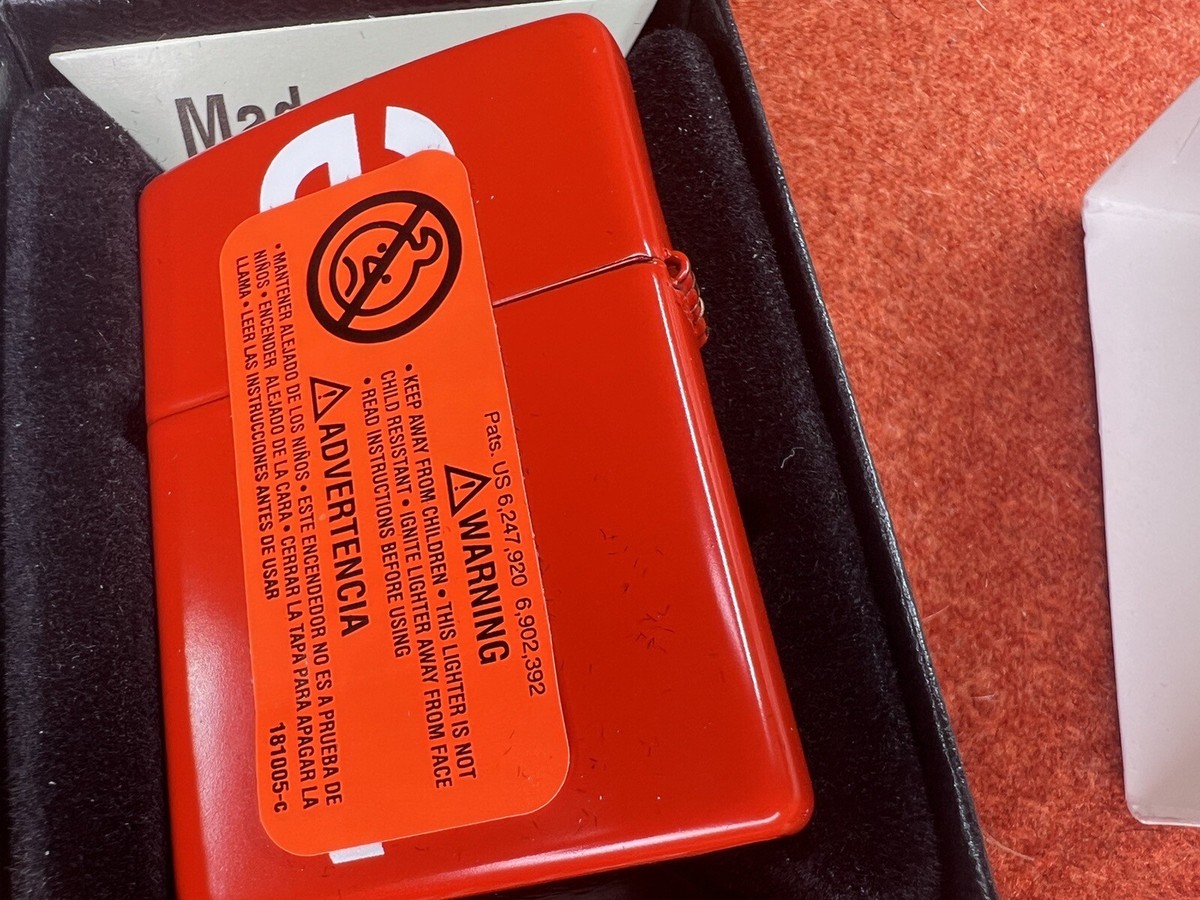 Mad
Pats. US 6,247,920 6,902,392
⚠WARNING
• KEEP AWAY FROM CHILDREN • THIS LIGHTER IS NOT
CHILD RESISTANT • IGNITE LIGHTER AWAY FROM FACE
• READ INSTRUCTIONS BEFORE USING
⚠ADVERTENCIA
• MANTENER ALEJADO DE LOS NIÑOS • ESTE ENCENDEDOR NO ES A PRUEBA DE
NIÑOS • ENCENDER ALEJADO DE LA CARA • CERRAR LA TAPA PARA APAGAR LA
LLAMA • LEER LAS INSTRUCCIONES ANTES DE USAR
181005-c